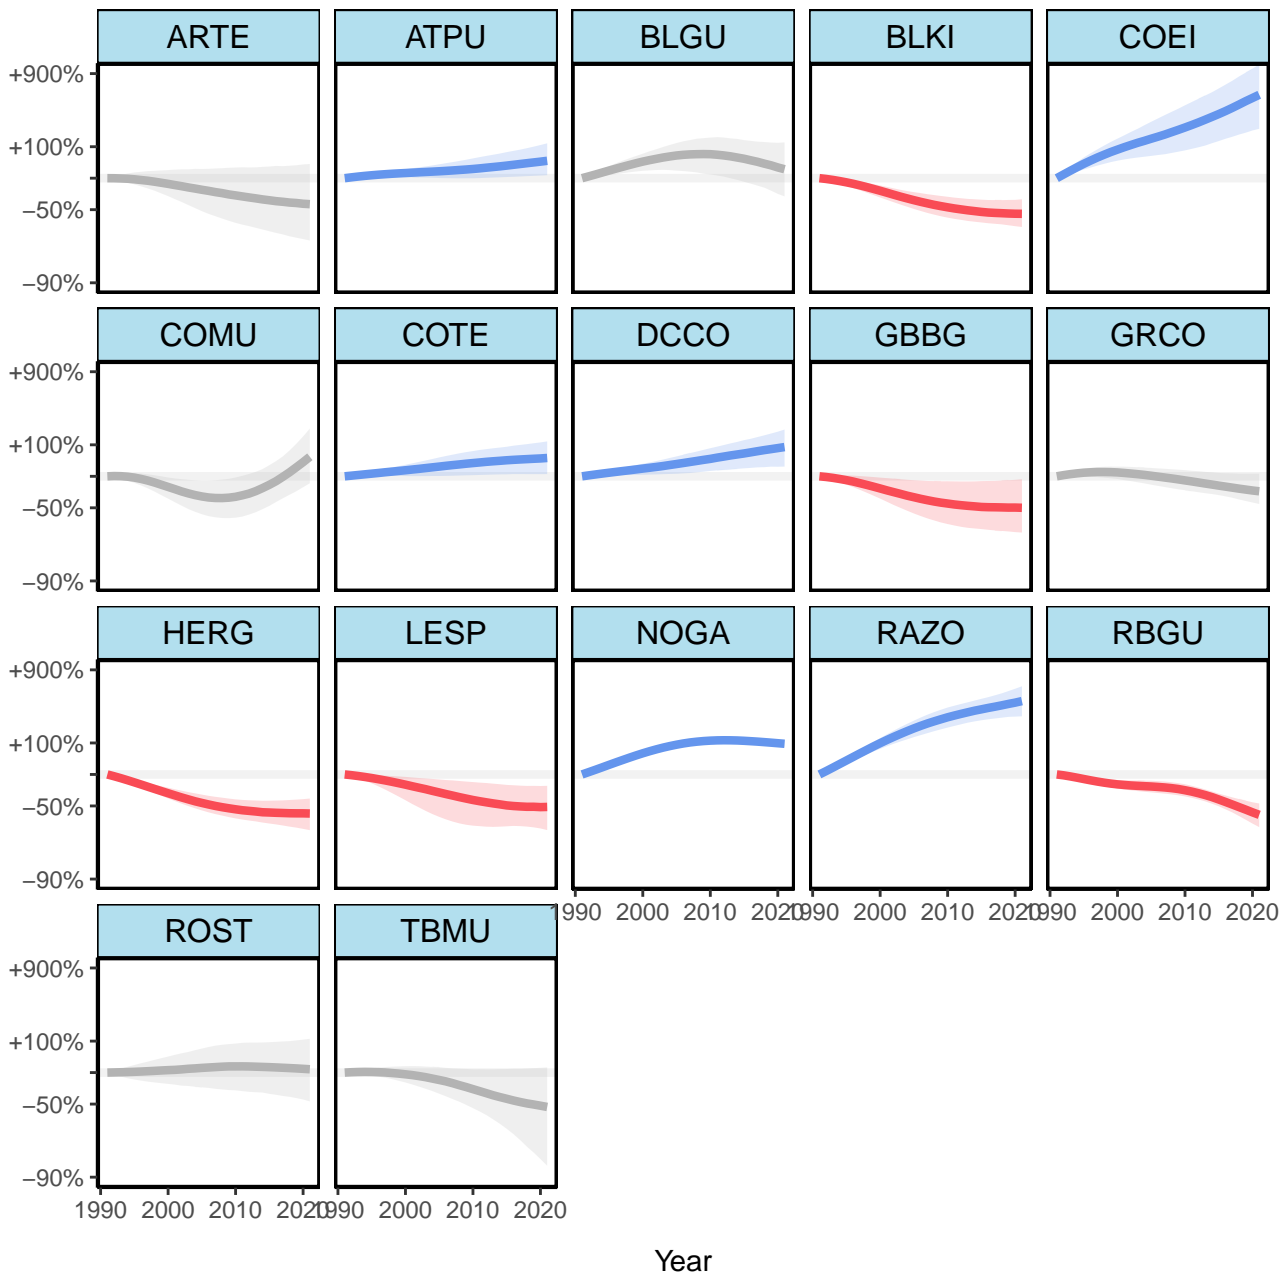 ARTE ATPU BLGU BLKI COEI
+900%
+100%
−50%
−90%
COMU COTE DCCO GBBG GRCO
+900%
+100%
−50%
−90%
HERG LESP NOGA RAZO RBGU
+900%
+100%
−50%
−90%
1990 2000 2010 2020 1990 2000 2010 2020 1990 2000 2010 2020
ROST TBMU
+900%
+100%
−50%
−90%
1990 2000 2010 2020 1990 2000 2010 2020
Year